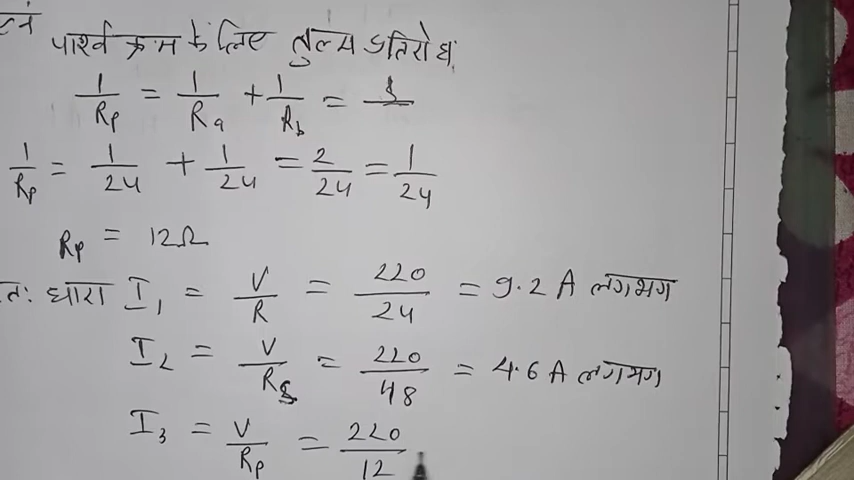 एवं
पार्श्व क्रम के लिए तुल्य प्रतिरोध
1/Rp = 1/Ra + 1/Rb =
1/Rp = 1/24 + 1/24 = 2/24 = 1/24
Rp = 12Ω
तः धारा I1 = V/R = 220/24 = 9.2 A लगभग
I2 = V/Rs = 220/48 = 4.6 A लगभग
I3 = V/Rp = 220/12